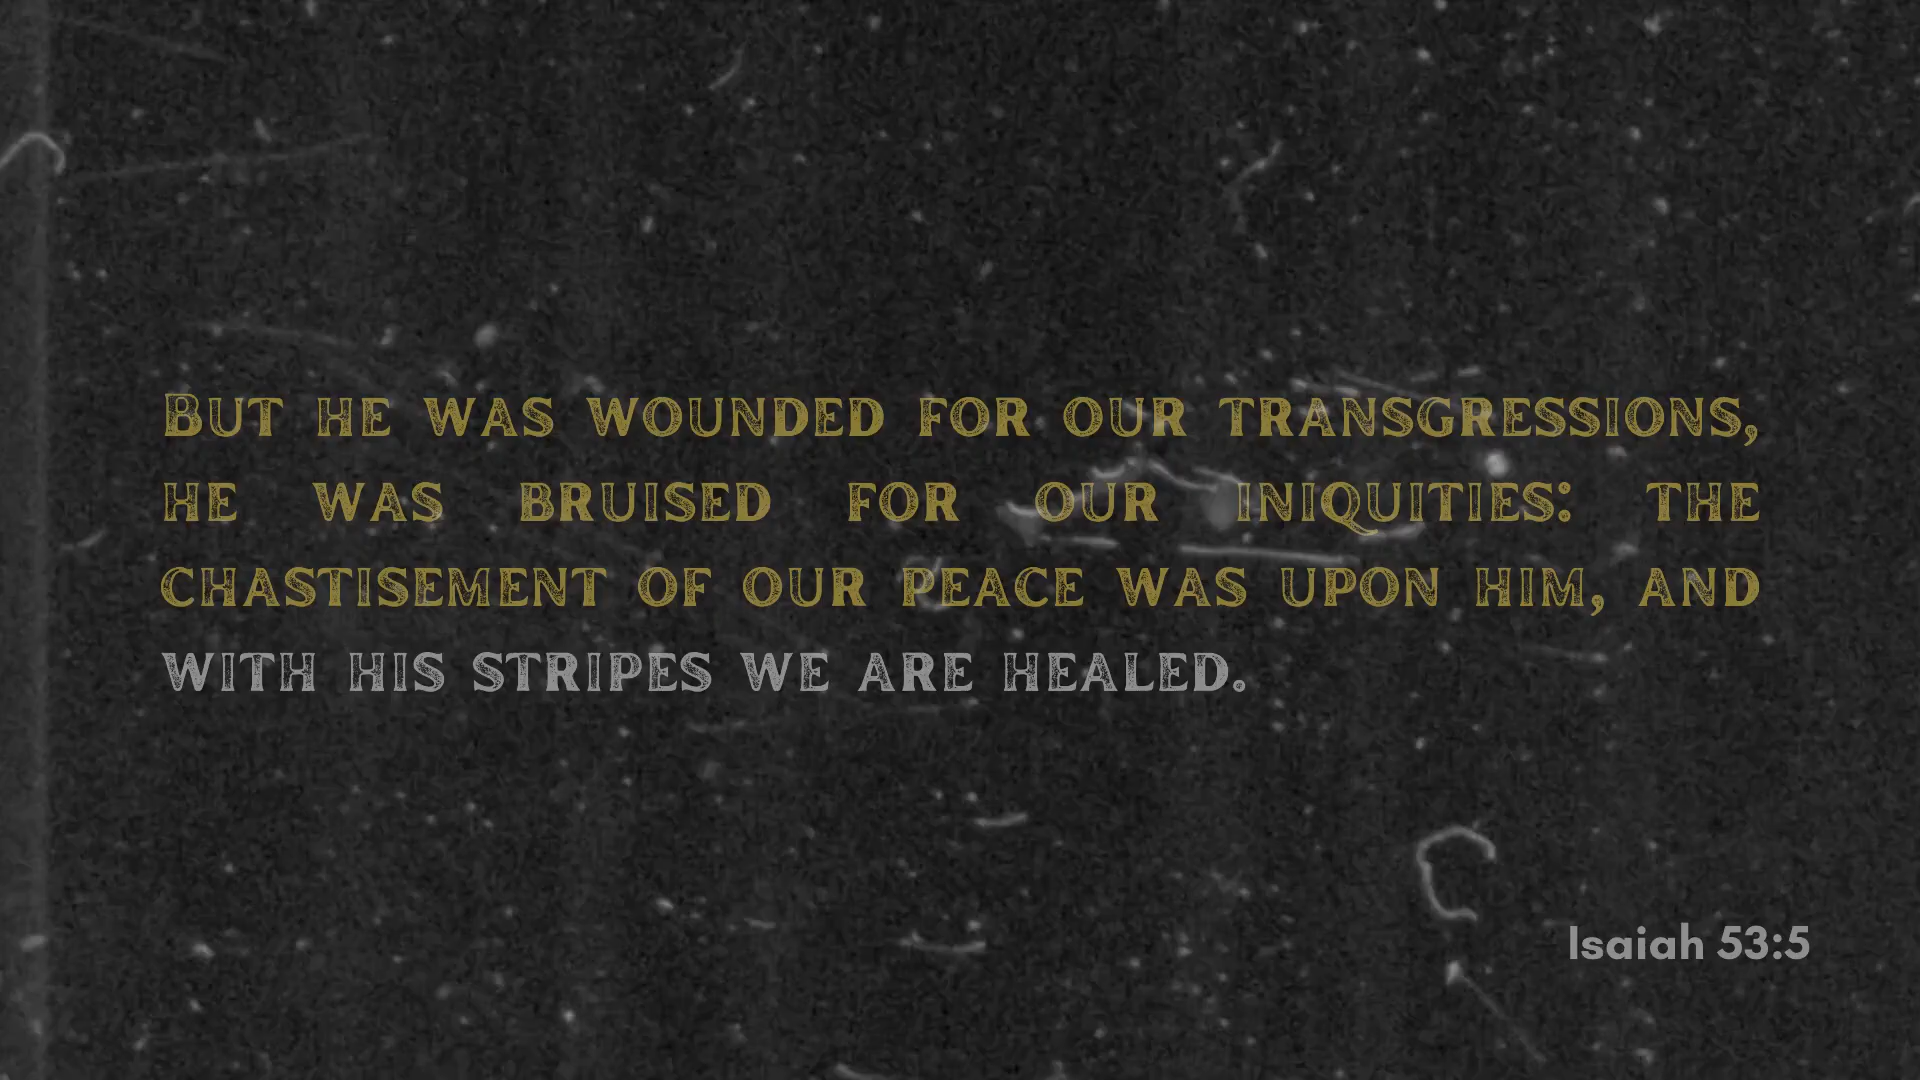 But he was wounded for our transgressions,
he was bruised for our iniquities: the
chastisement of our peace was upon him, and
with his stripes we are healed.
Isaiah 53:5